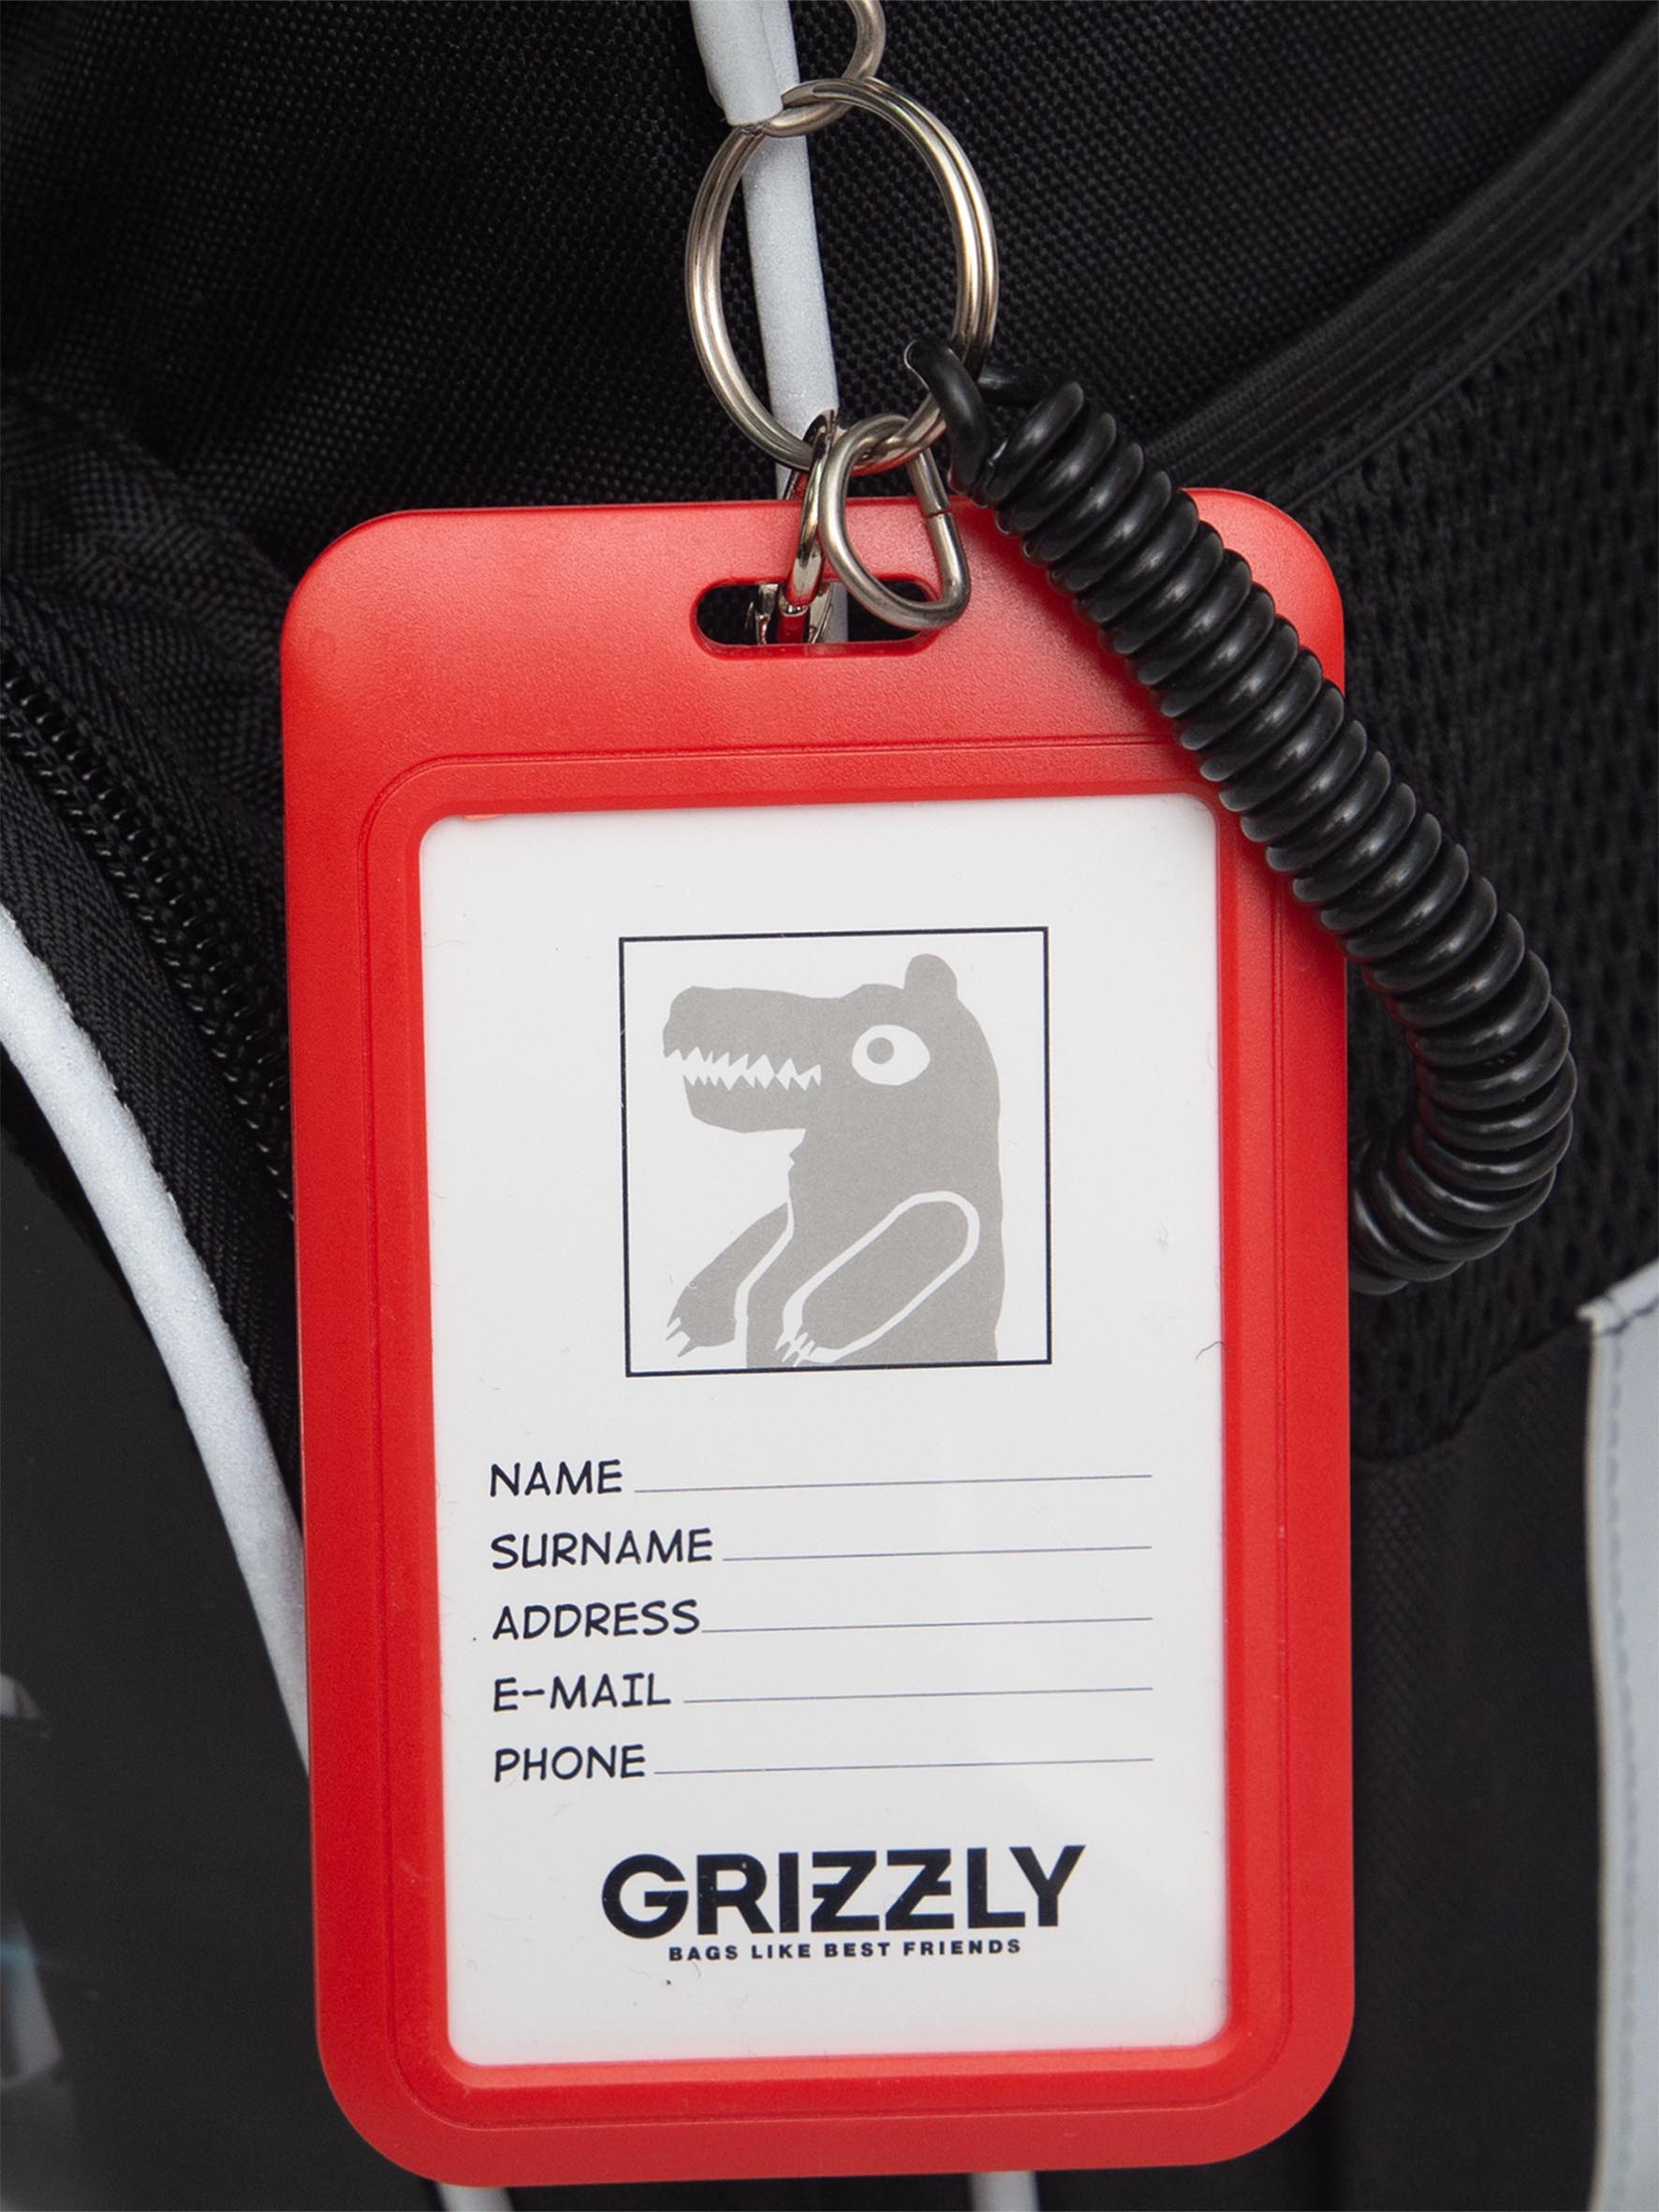 NAME
SURNAME
ADDRESS
E-MAIL
PHONE
GRIZZLY
BAGS LIKE BEST FRIENDS